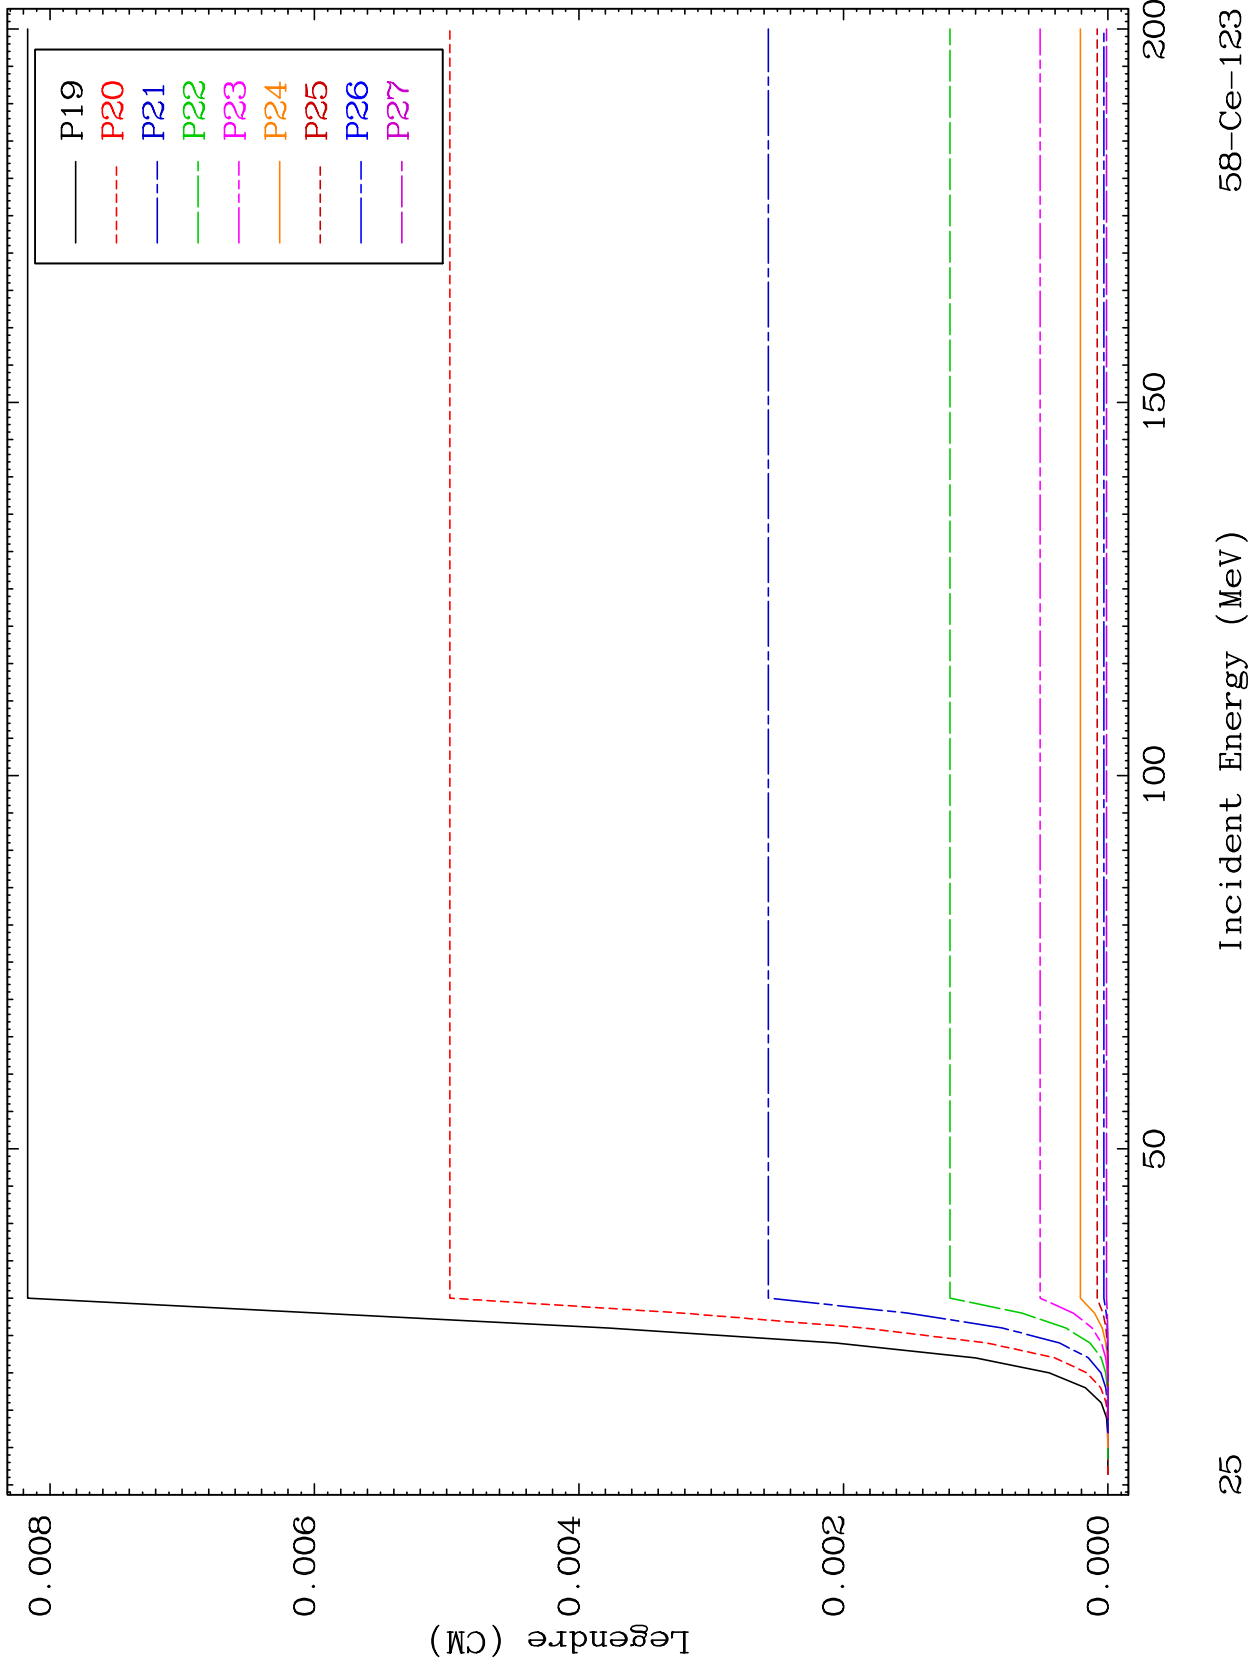 P19
P20
P21
P22
P23
P24
P25
P26
P27
0.008
0.006
0.004
0.002
0.000
Legendre (CM)
50
100
150
200
Incident Energy (MeV)
25
58-Ce-123